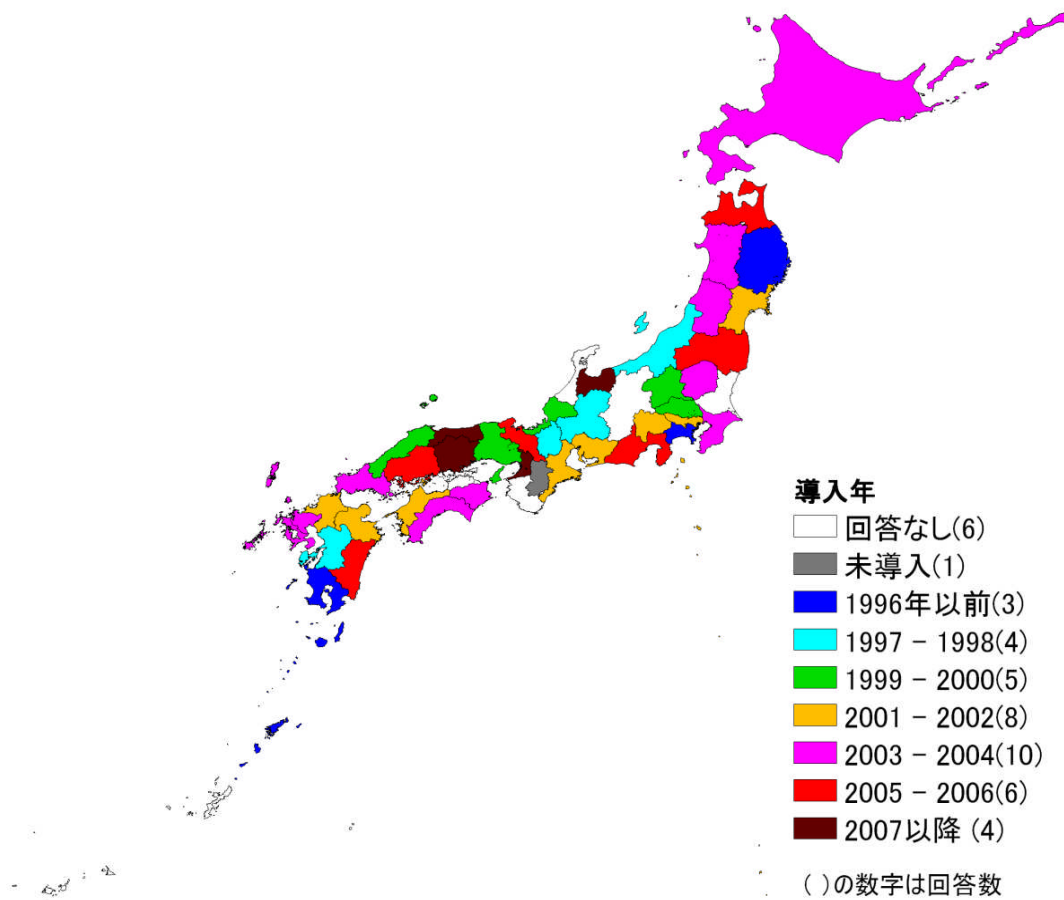 導入年
回答なし(6)
未導入(1)
1996年以前(3)
1997 − 1998(4)
1999 − 2000(5)
2001 − 2002(8)
2003 − 2004(10)
2005 − 2006(6)
2007以降 (4)
( )の数字は回答数